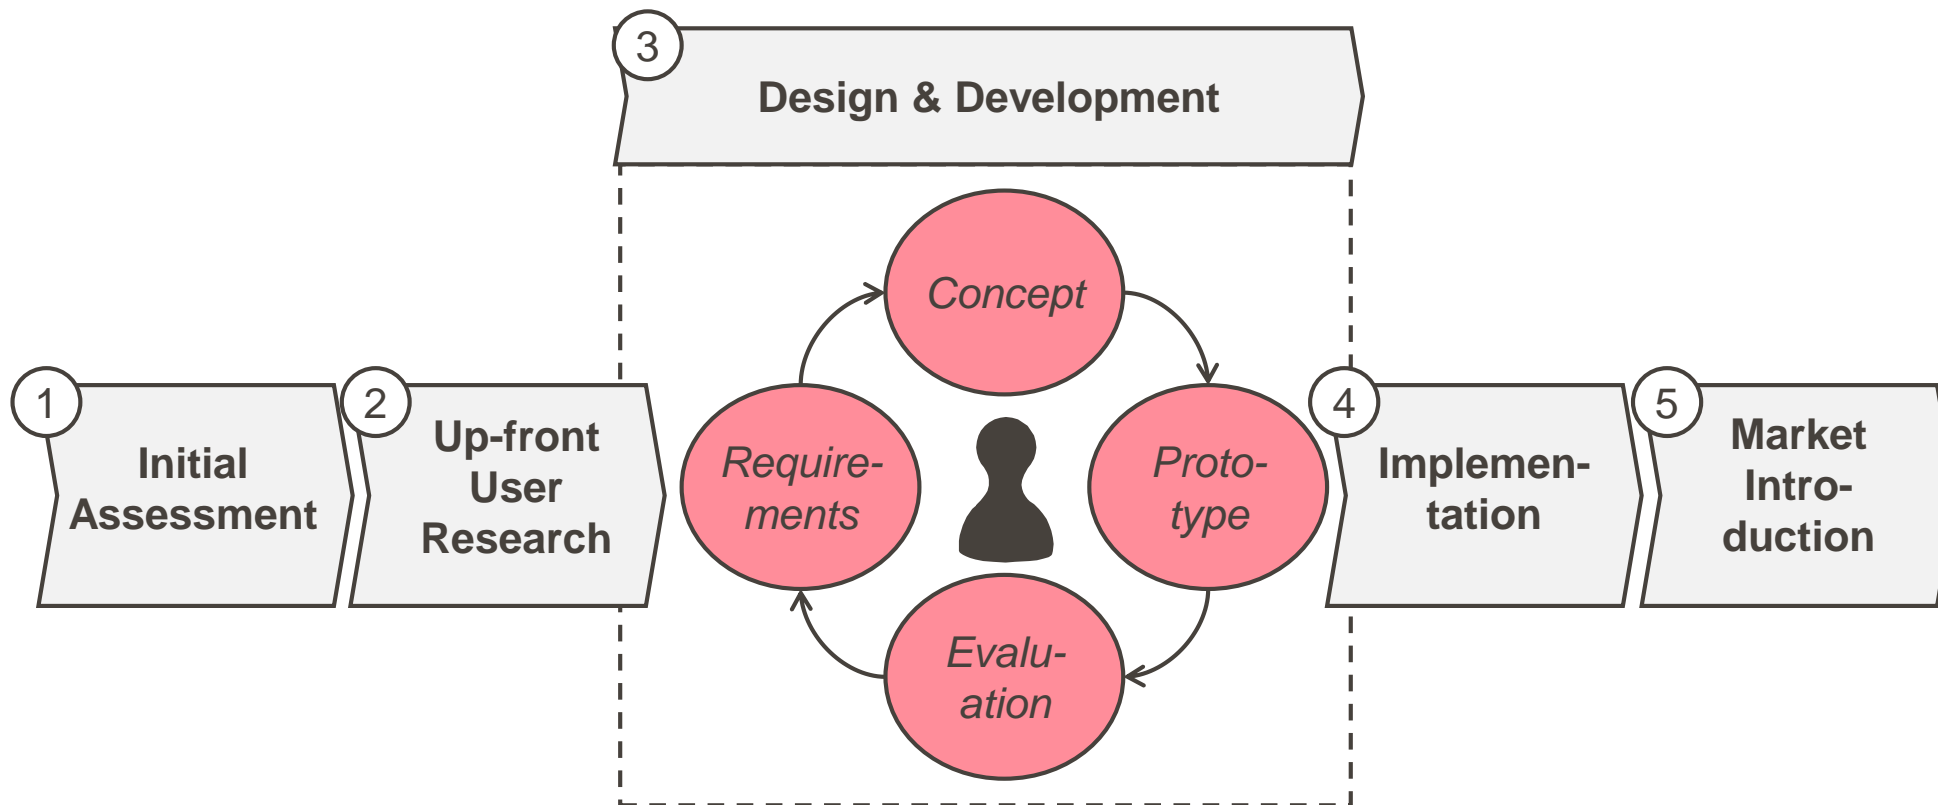 3
Design & Development
Concept
1
Initial
Assessment
2
Up-front
User
Research
Require-
ments
Proto-
type
Evalu-
ation
4
Implemen-
tation
5
Market
Intro-
duction